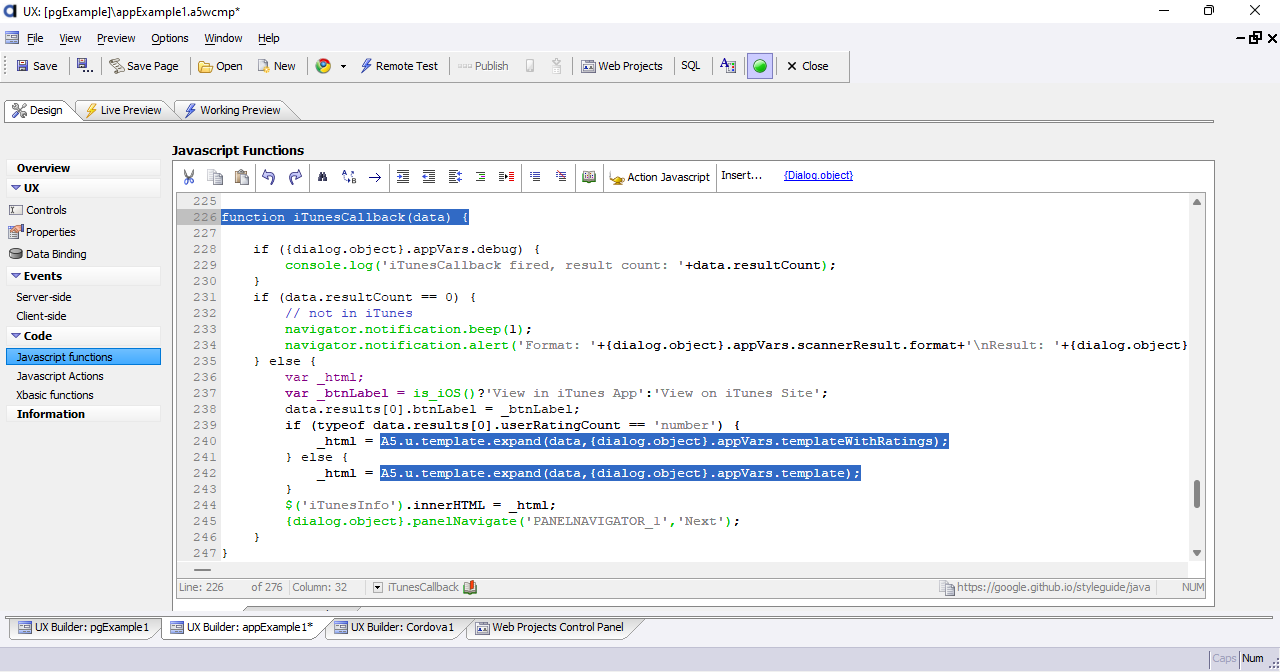 UX: [pgExample]\appExample1.a5wcmp*
File View Preview Options Window Help
Save Save Page Open New Remote Test Publish Web Projects SQL Close
Design Live Preview Working Preview
Javascript Functions
Overview
UX
Controls
Properties
Data Binding
Events
Server-side
Client-side
Code
Javascript functions
Javascript Actions
Xbasic functions
Information
Action Javascript Insert... {Dialog.object}
225
226 function iTunesCallback(data) {
227
228 if ({dialog.object}.appVars.debug) {
229 console.log('iTunesCallback fired, result count: '+data.resultCount);
230 }
231 if (data.resultCount == 0) {
232 // not in iTunes
233 navigator.notification.beep(1);
234 navigator.notification.alert('Format: '+{dialog.object}.appVars.scannerResult.format+'\nResult: '+{dialog.object}
235 } else {
236 var _html;
237 var _btnLabel = is_iOS()?'View in iTunes App':'View on iTunes Site';
238 data.results[0].btnLabel = _btnLabel;
239 if (typeof data.results[0].userRatingCount == 'number') {
240 _html = A5.u.template.expand(data,{dialog.object}.appVars.templateWithRatings);
241 } else {
242 _html = A5.u.template.expand(data,{dialog.object}.appVars.template);
243 }
244 $('iTunesInfo').innerHTML = _html;
245 {dialog.object}.panelNavigate('PANELNAVIGATOR_1','Next');
246 }
247 }
Line: 226 of 276 Column: 32 iTunesCallback https://google.github.io/styleguide/java NUM
UX Builder: pgExample1 UX Builder: appExample1* UX Builder: Cordova1 Web Projects Control Panel
Caps Num